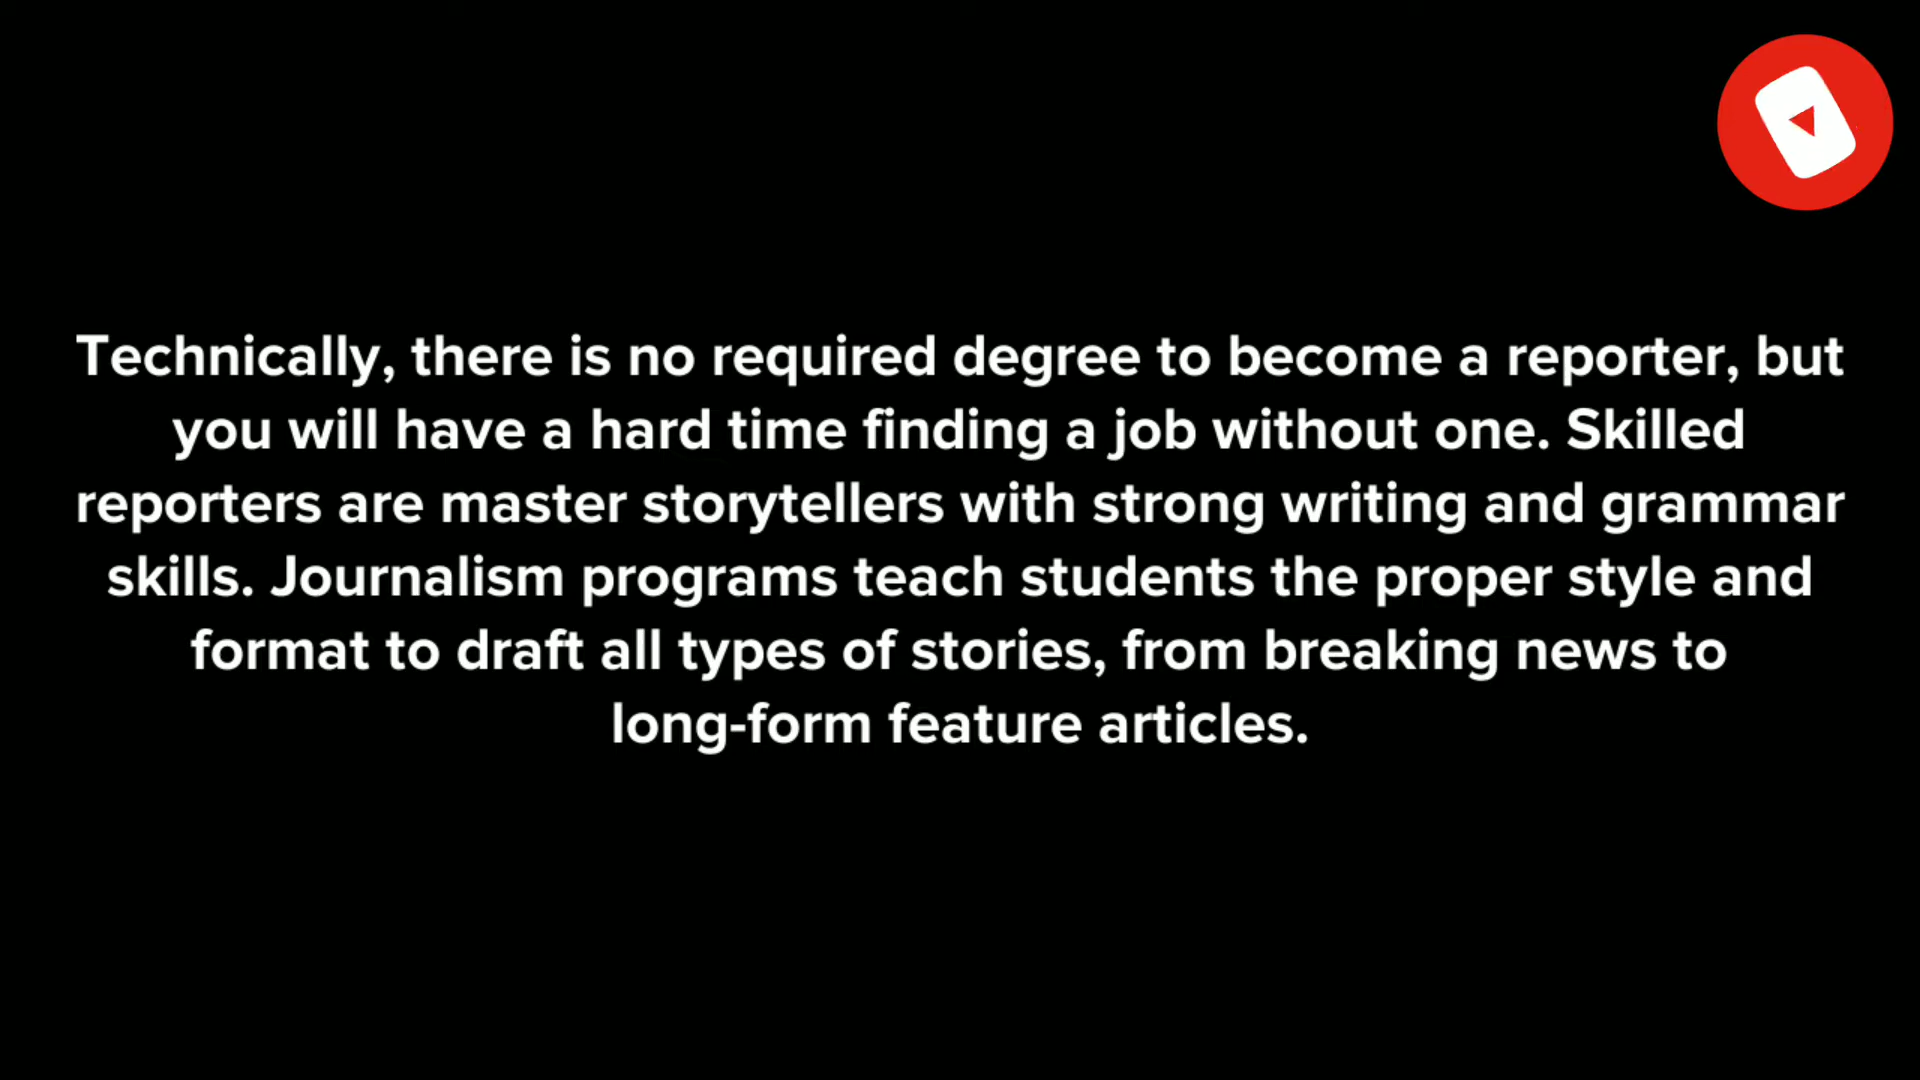 Technically, there is no required degree to become a reporter, but
you will have a hard time finding a job without one. Skilled
reporters are master storytellers with strong writing and grammar
skills. Journalism programs teach students the proper style and
format to draft all types of stories, from breaking news to
long-form feature articles.